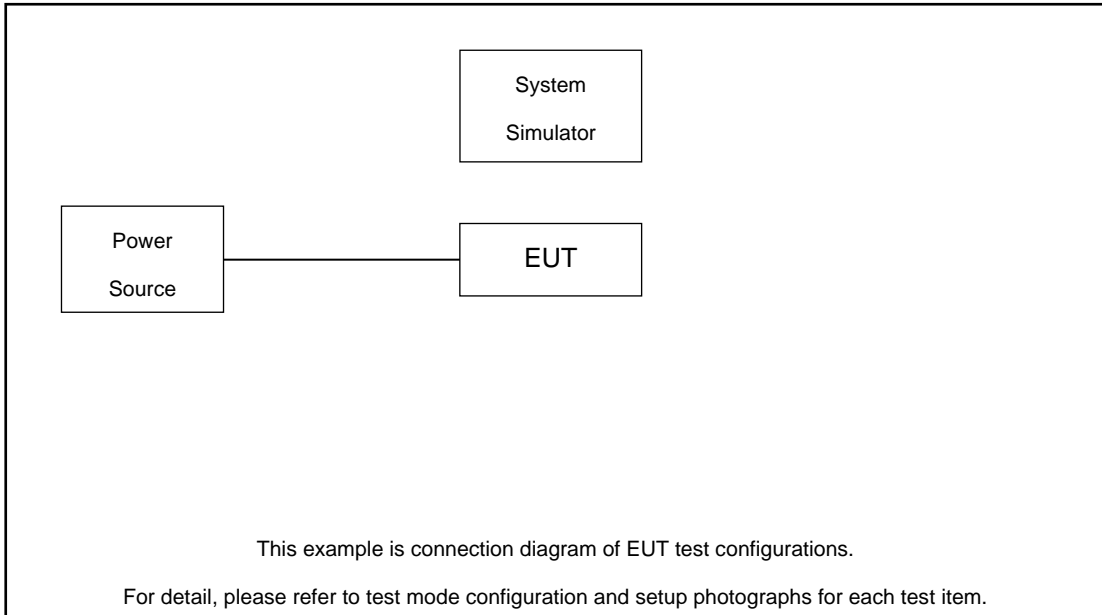 System
Simulator
Power
Source
EUT
This example is connection diagram of EUT test configurations.
For detail, please refer to test mode configuration and setup photographs for each test item.